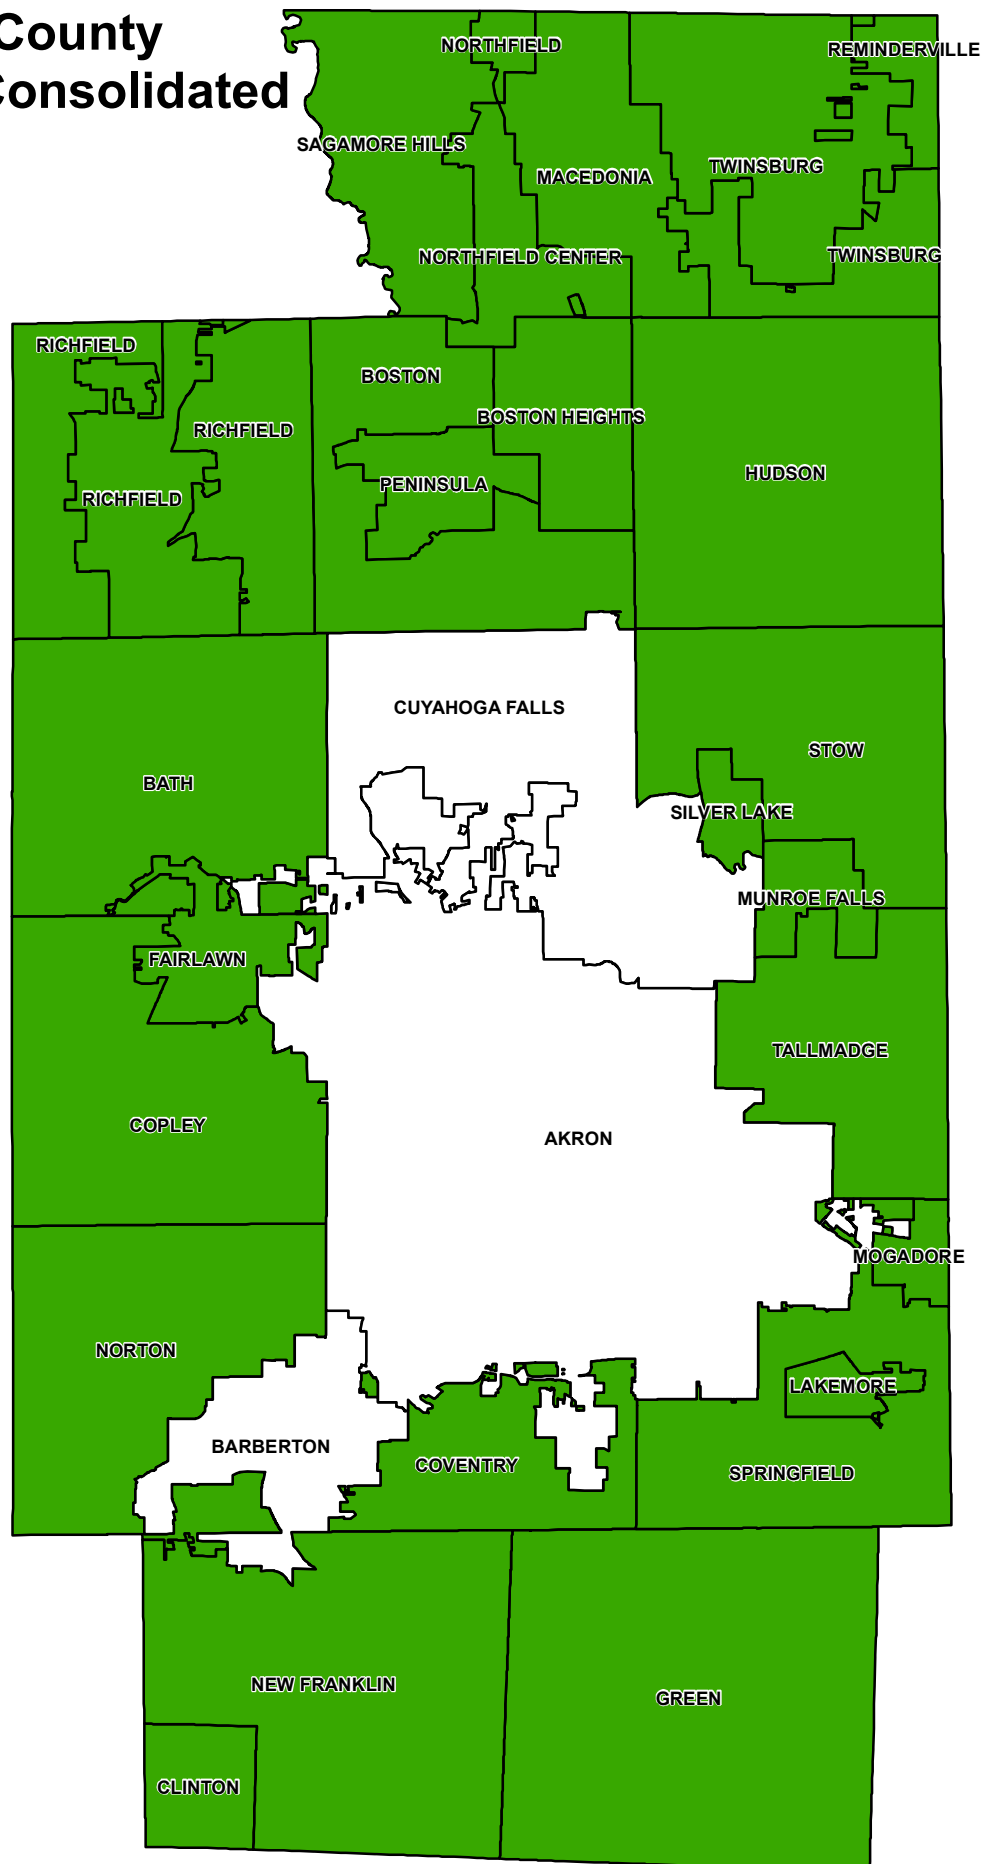 County
Consolidated
NORTHFIELD
REMINDERVILLE
SAGAMORE HILLS
TWINSBURG
MACEDONIA
NORTHFIELD CENTER
TWINSBURG
RICHFIELD
BOSTON
BOSTON HEIGHTS
RICHFIELD
HUDSON
PENINSULA
RICHFIELD
CUYAHOGA FALLS
STOW
BATH
SILVER LAKE
MUNROE FALLS
FAIRLAWN
TALLMADGE
COPLEY
AKRON
MOGADORE
NORTON
LAKEMORE
BARBERTON
COVENTRY
SPRINGFIELD
NEW FRANKLIN
GREEN
CLINTON